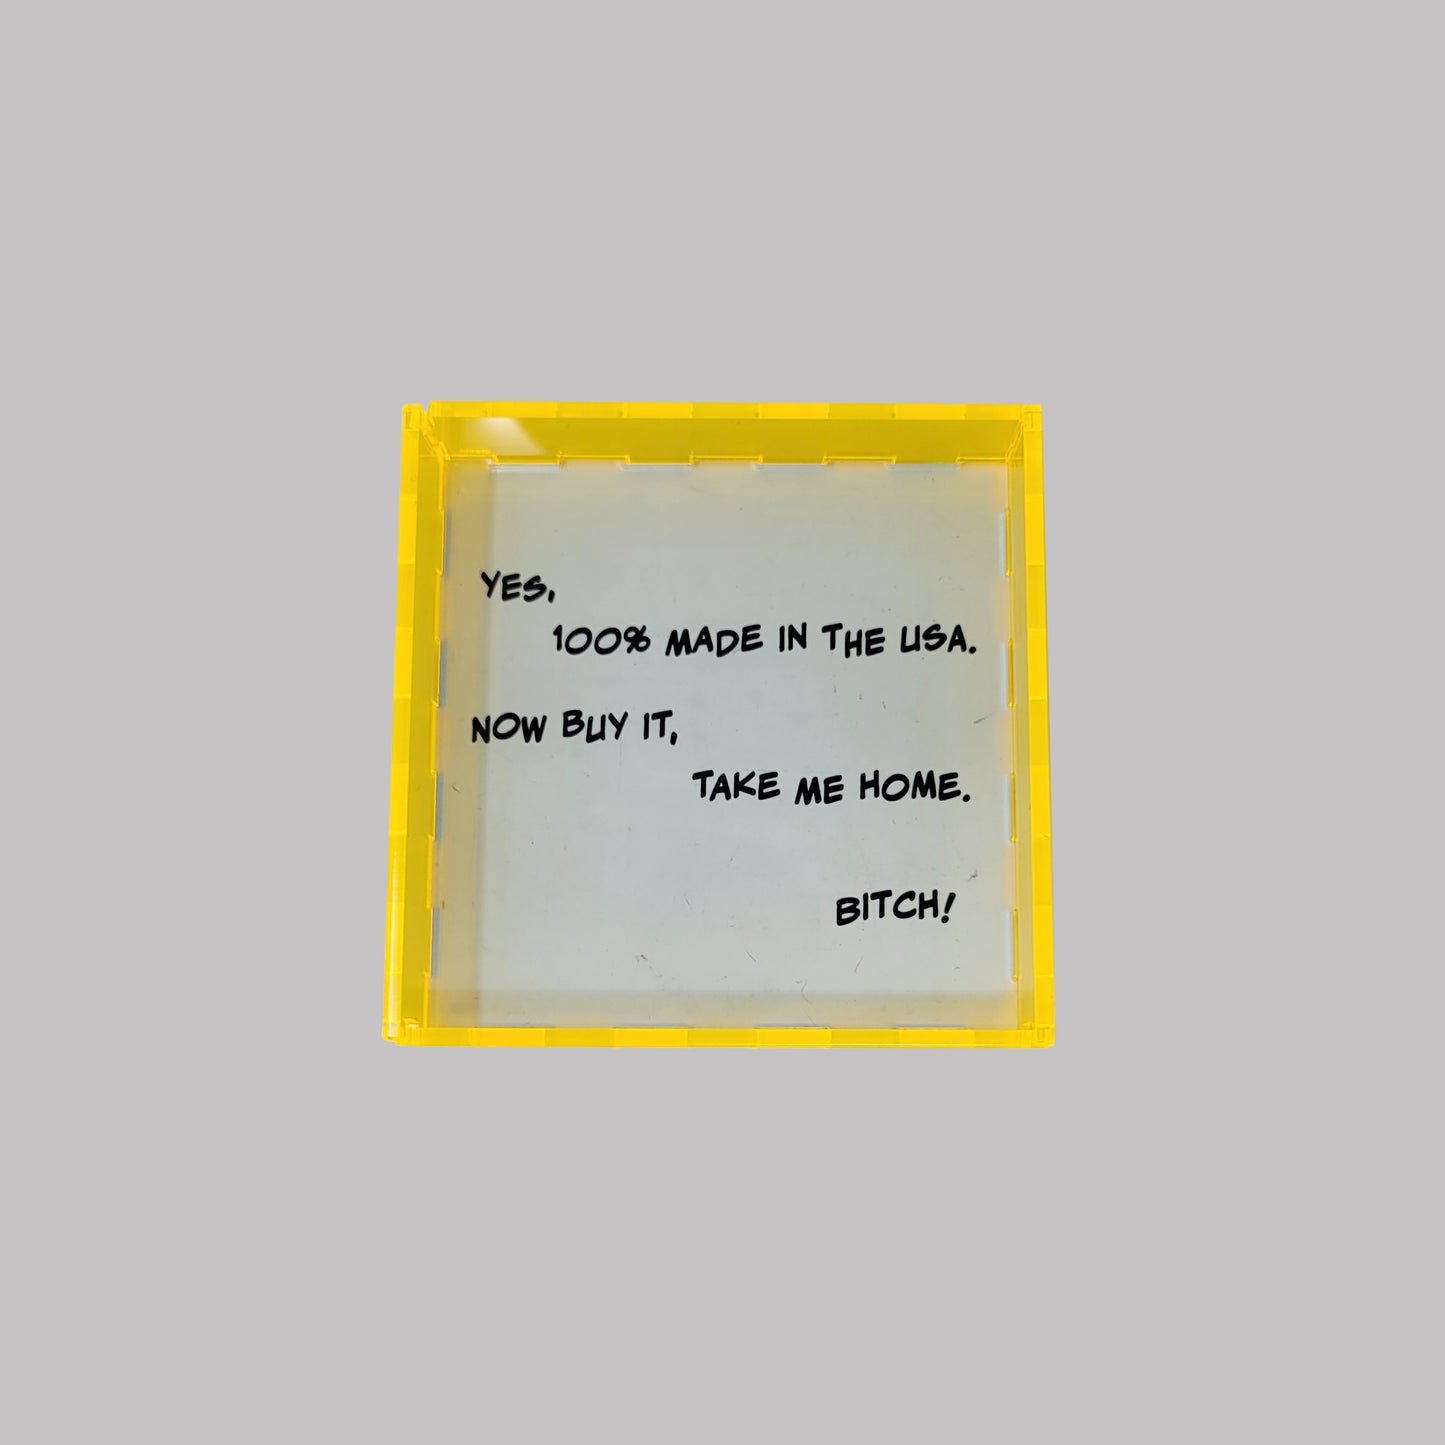 YES,
100% MADE IN THE USA.
NOW BUY IT,
TAKE ME HOME.
BITCH!